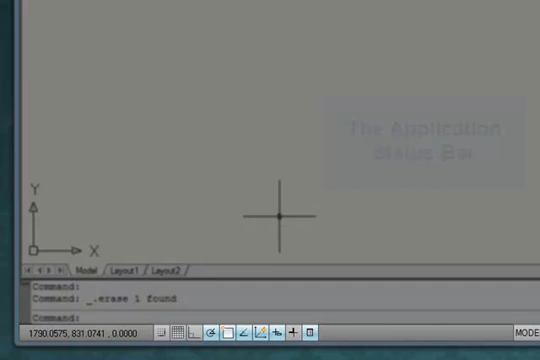 The Application
Status Bar
Y
X
Model
Layout1
Layout2
Command:
Command: _.erase 1 found
Command:
1790.0575, 831.0741 , 0.0000
MODE